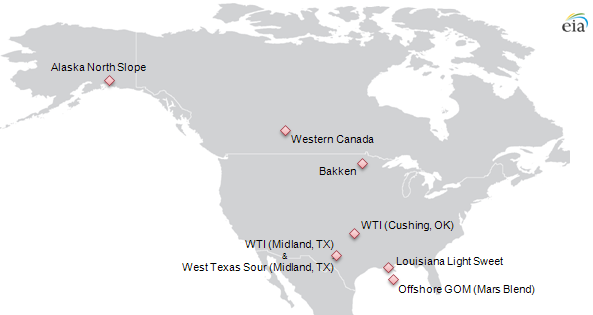 eia
Alaska North Slope
Western Canada
Bakken
WTI (Cushing, OK)
WTI (Midland, TX)
&
West Texas Sour (Midland, TX)
Louisiana Light Sweet
Offshore GOM (Mars Blend)